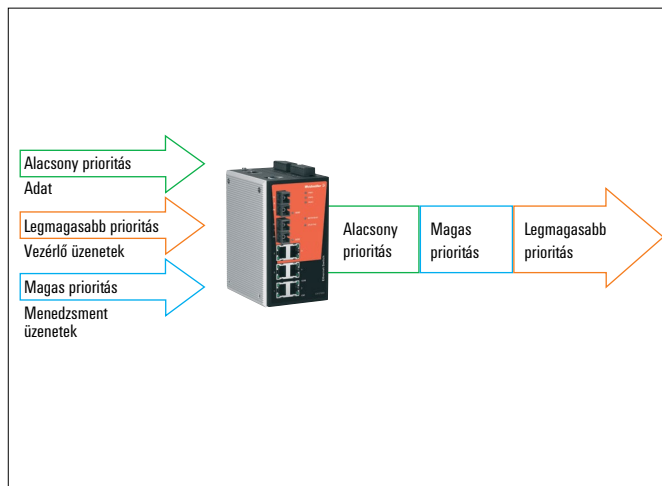 Alacsony prioritás
Adat
Legmagasabb prioritás
Vezérlő üzenetek
Magas prioritás
Menedzsment
üzenetek
Alacsony
prioritás
Magas
prioritás
Legmagasabb
prioritás